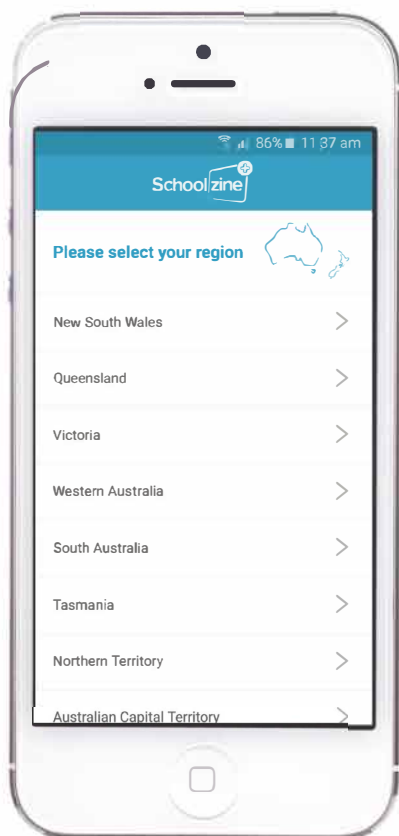 86% 11:37 am
Schoolzine
Please select your region
New South Wales
Queensland
Victoria
Western Australia
South Australia
Tasmania
Northern Territory
Australian Capital Territory